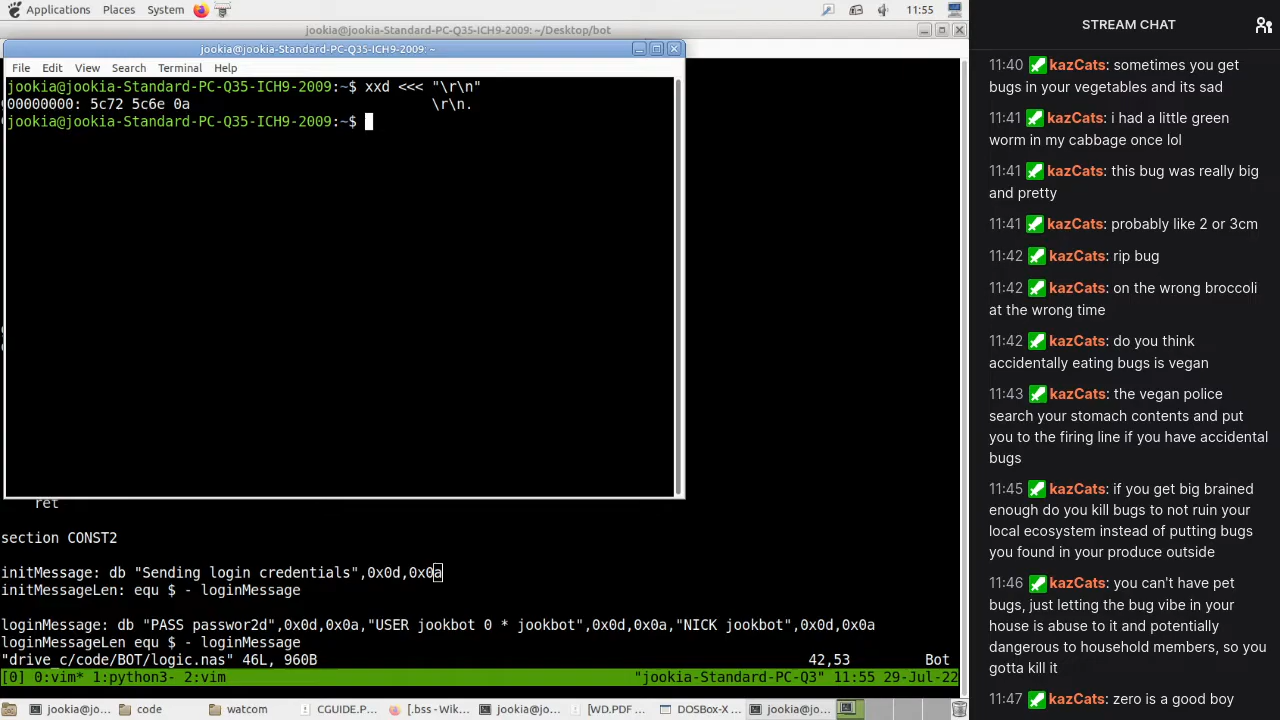 Applications Places System 11:55
jookia@jookia-Standard-PC-Q35-ICH9-2009: ~/Desktop/bot
jookia@jookia-Standard-PC-Q35-ICH9-2009: ~
File Edit View Search Terminal Help
jookia@jookia-Standard-PC-Q35-ICH9-2009:~$ xxd <<< "\r\n"
00000000: 5c72 5c6e 0a \r\n.
jookia@jookia-Standard-PC-Q35-ICH9-2009:~$
ret
section CONST2
initMessage: db "Sending login credentials",0x0d,0x0a
initMessageLen: equ $ - loginMessage
loginMessage: db "PASS passwor2d",0x0d,0x0a,"USER jookbot 0 * jookbot",0x0d,0x0a,"NICK jookbot",0x0d,0x0a
loginMessageLen equ $ - loginMessage
"drive_c/code/BOT/logic.nas" 46L, 960B 42,53 Bot
[0] 0:vim* 1:python3- 2:vim "jookia-Standard-PC-Q3" 11:55 29-Jul-22
jookia@jo... code watcom CGUIDE.P... [.bss - Wik... jookia@jo... [WD.PDF ... DOSBox-X ... jookia@jo...
STREAM CHAT
11:40 kazCats: sometimes you get
bugs in your vegetables and its sad
11:41 kazCats: i had a little green
worm in my cabbage once lol
11:41 kazCats: this bug was really big
and pretty
11:41 kazCats: probably like 2 or 3cm
11:42 kazCats: rip bug
11:42 kazCats: on the wrong broccoli
at the wrong time
11:42 kazCats: do you think
accidentally eating bugs is vegan
11:43 kazCats: the vegan police
search your stomach contents and put
you to the firing line if you have accidental
bugs
11:45 kazCats: if you get big brained
enough do you kill bugs to not ruin your
local ecosystem instead of putting bugs
you found in your produce outside
11:46 kazCats: you can't have pet
bugs, just letting the bug vibe in your
house is abuse to it and potentially
dangerous to household members, so you
gotta kill it
11:47 kazCats: zero is a good boy